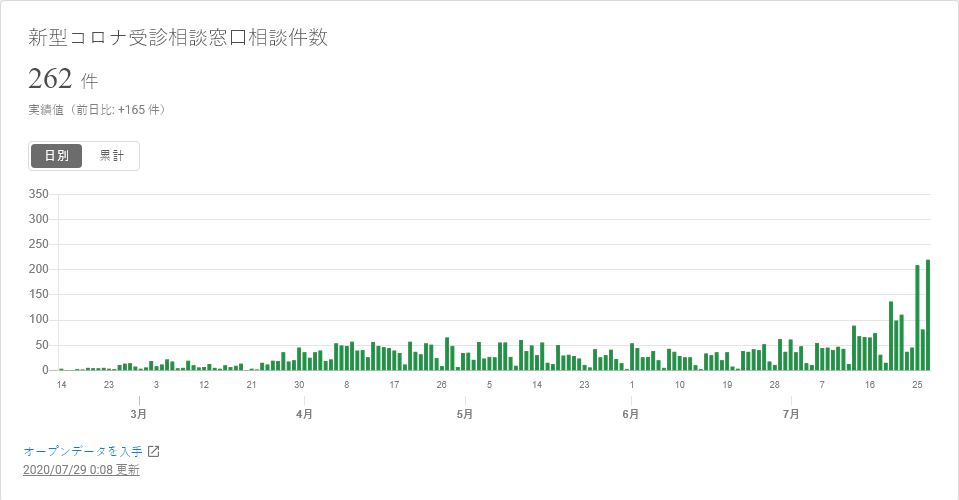 新型コロナ受診相談窓口相談件数
262 件
実績値（前日比: +165 件）
日別 累計
350
300
250
200
150
100
50
0
14 23 3 12 21 30 8 17 26 5 14 23 1 10 19 28 7 16 25
3月 4月 5月 6月 7月
オープンデータを入手
2020/07/29 0:08 更新